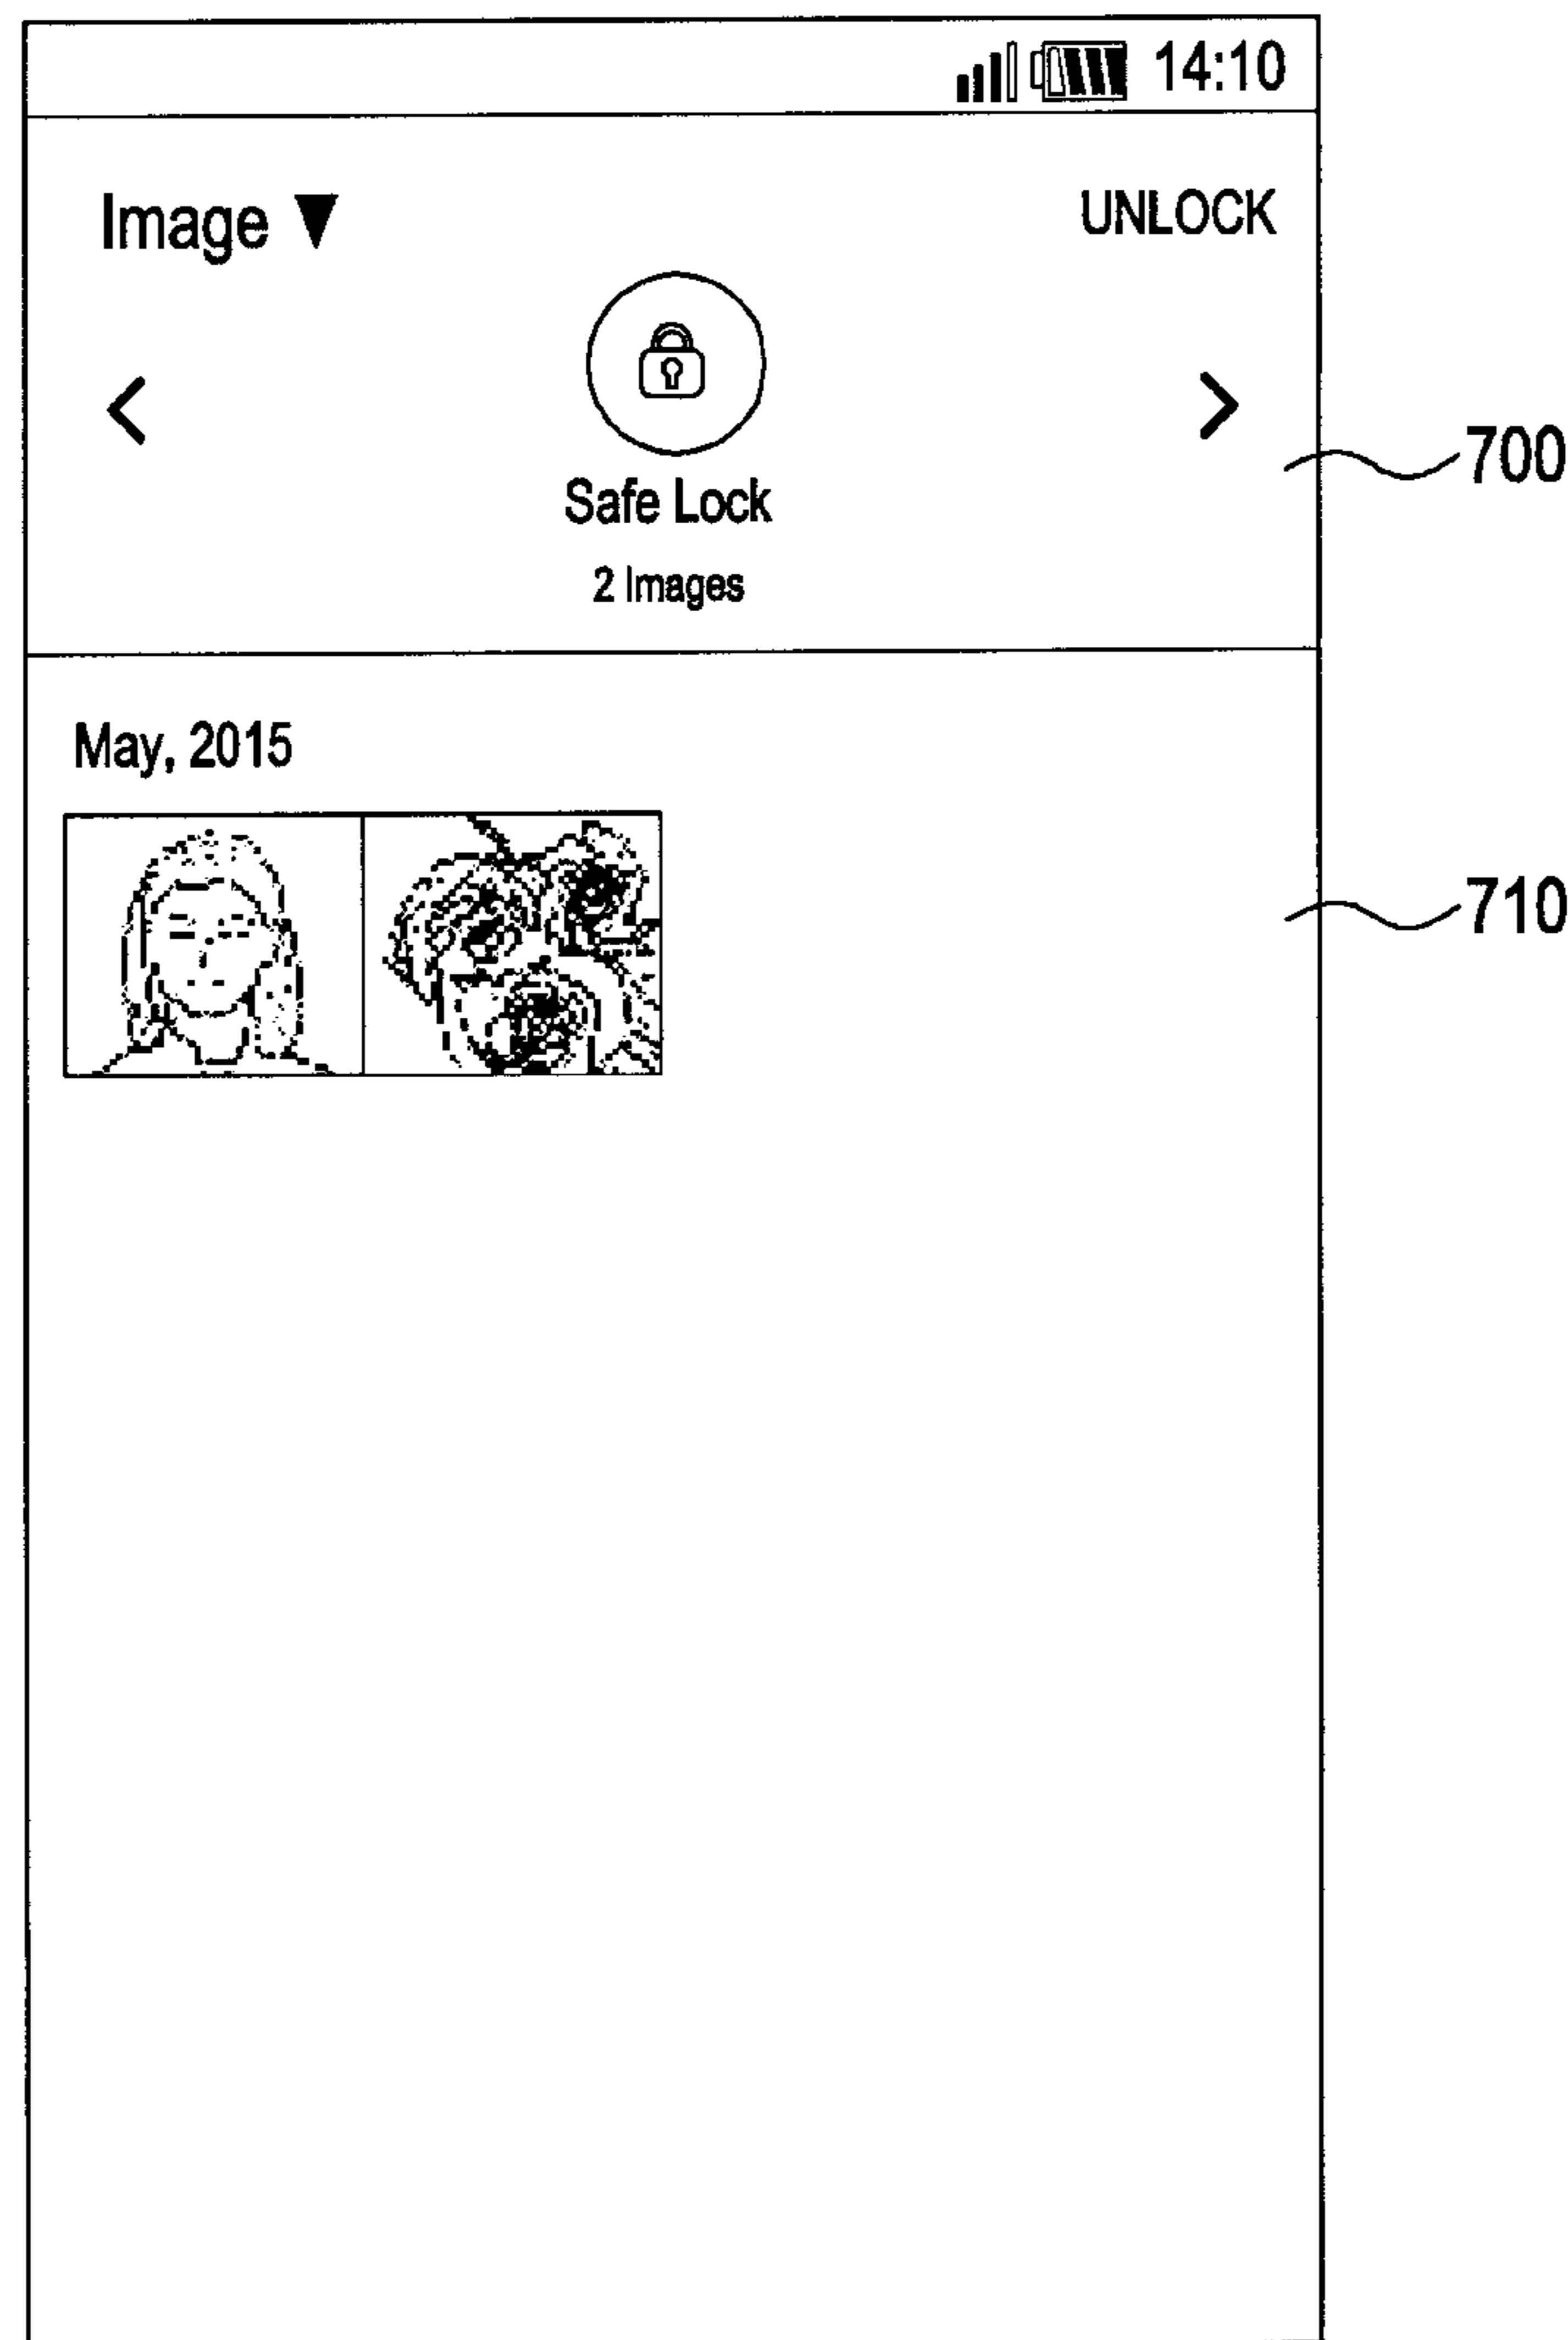 14:10
Image ▼
UNLOCK
< >
Safe Lock
2 Images
700
May, 2015
710